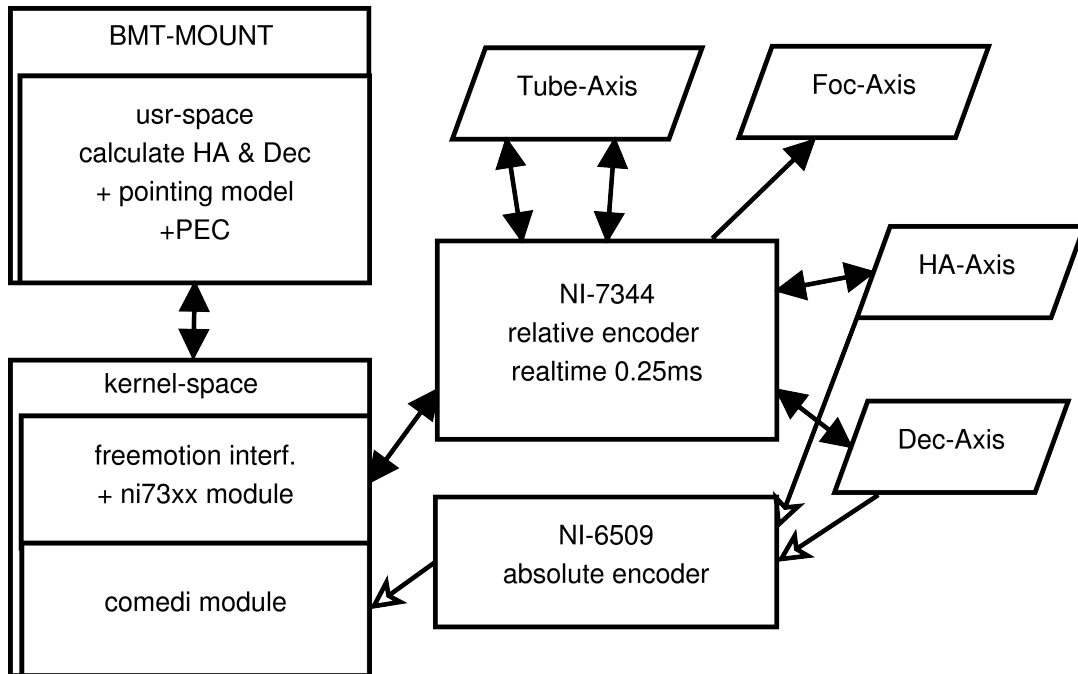 BMT-MOUNT
usr-space
calculate HA & Dec
+ pointing model
+PEC
kernel-space
freemotion interf.
+ ni73xx module
comedi module
Tube-Axis
Foc-Axis
NI-7344
relative encoder
realtime 0.25ms
HA-Axis
Dec-Axis
NI-6509
absolute encoder